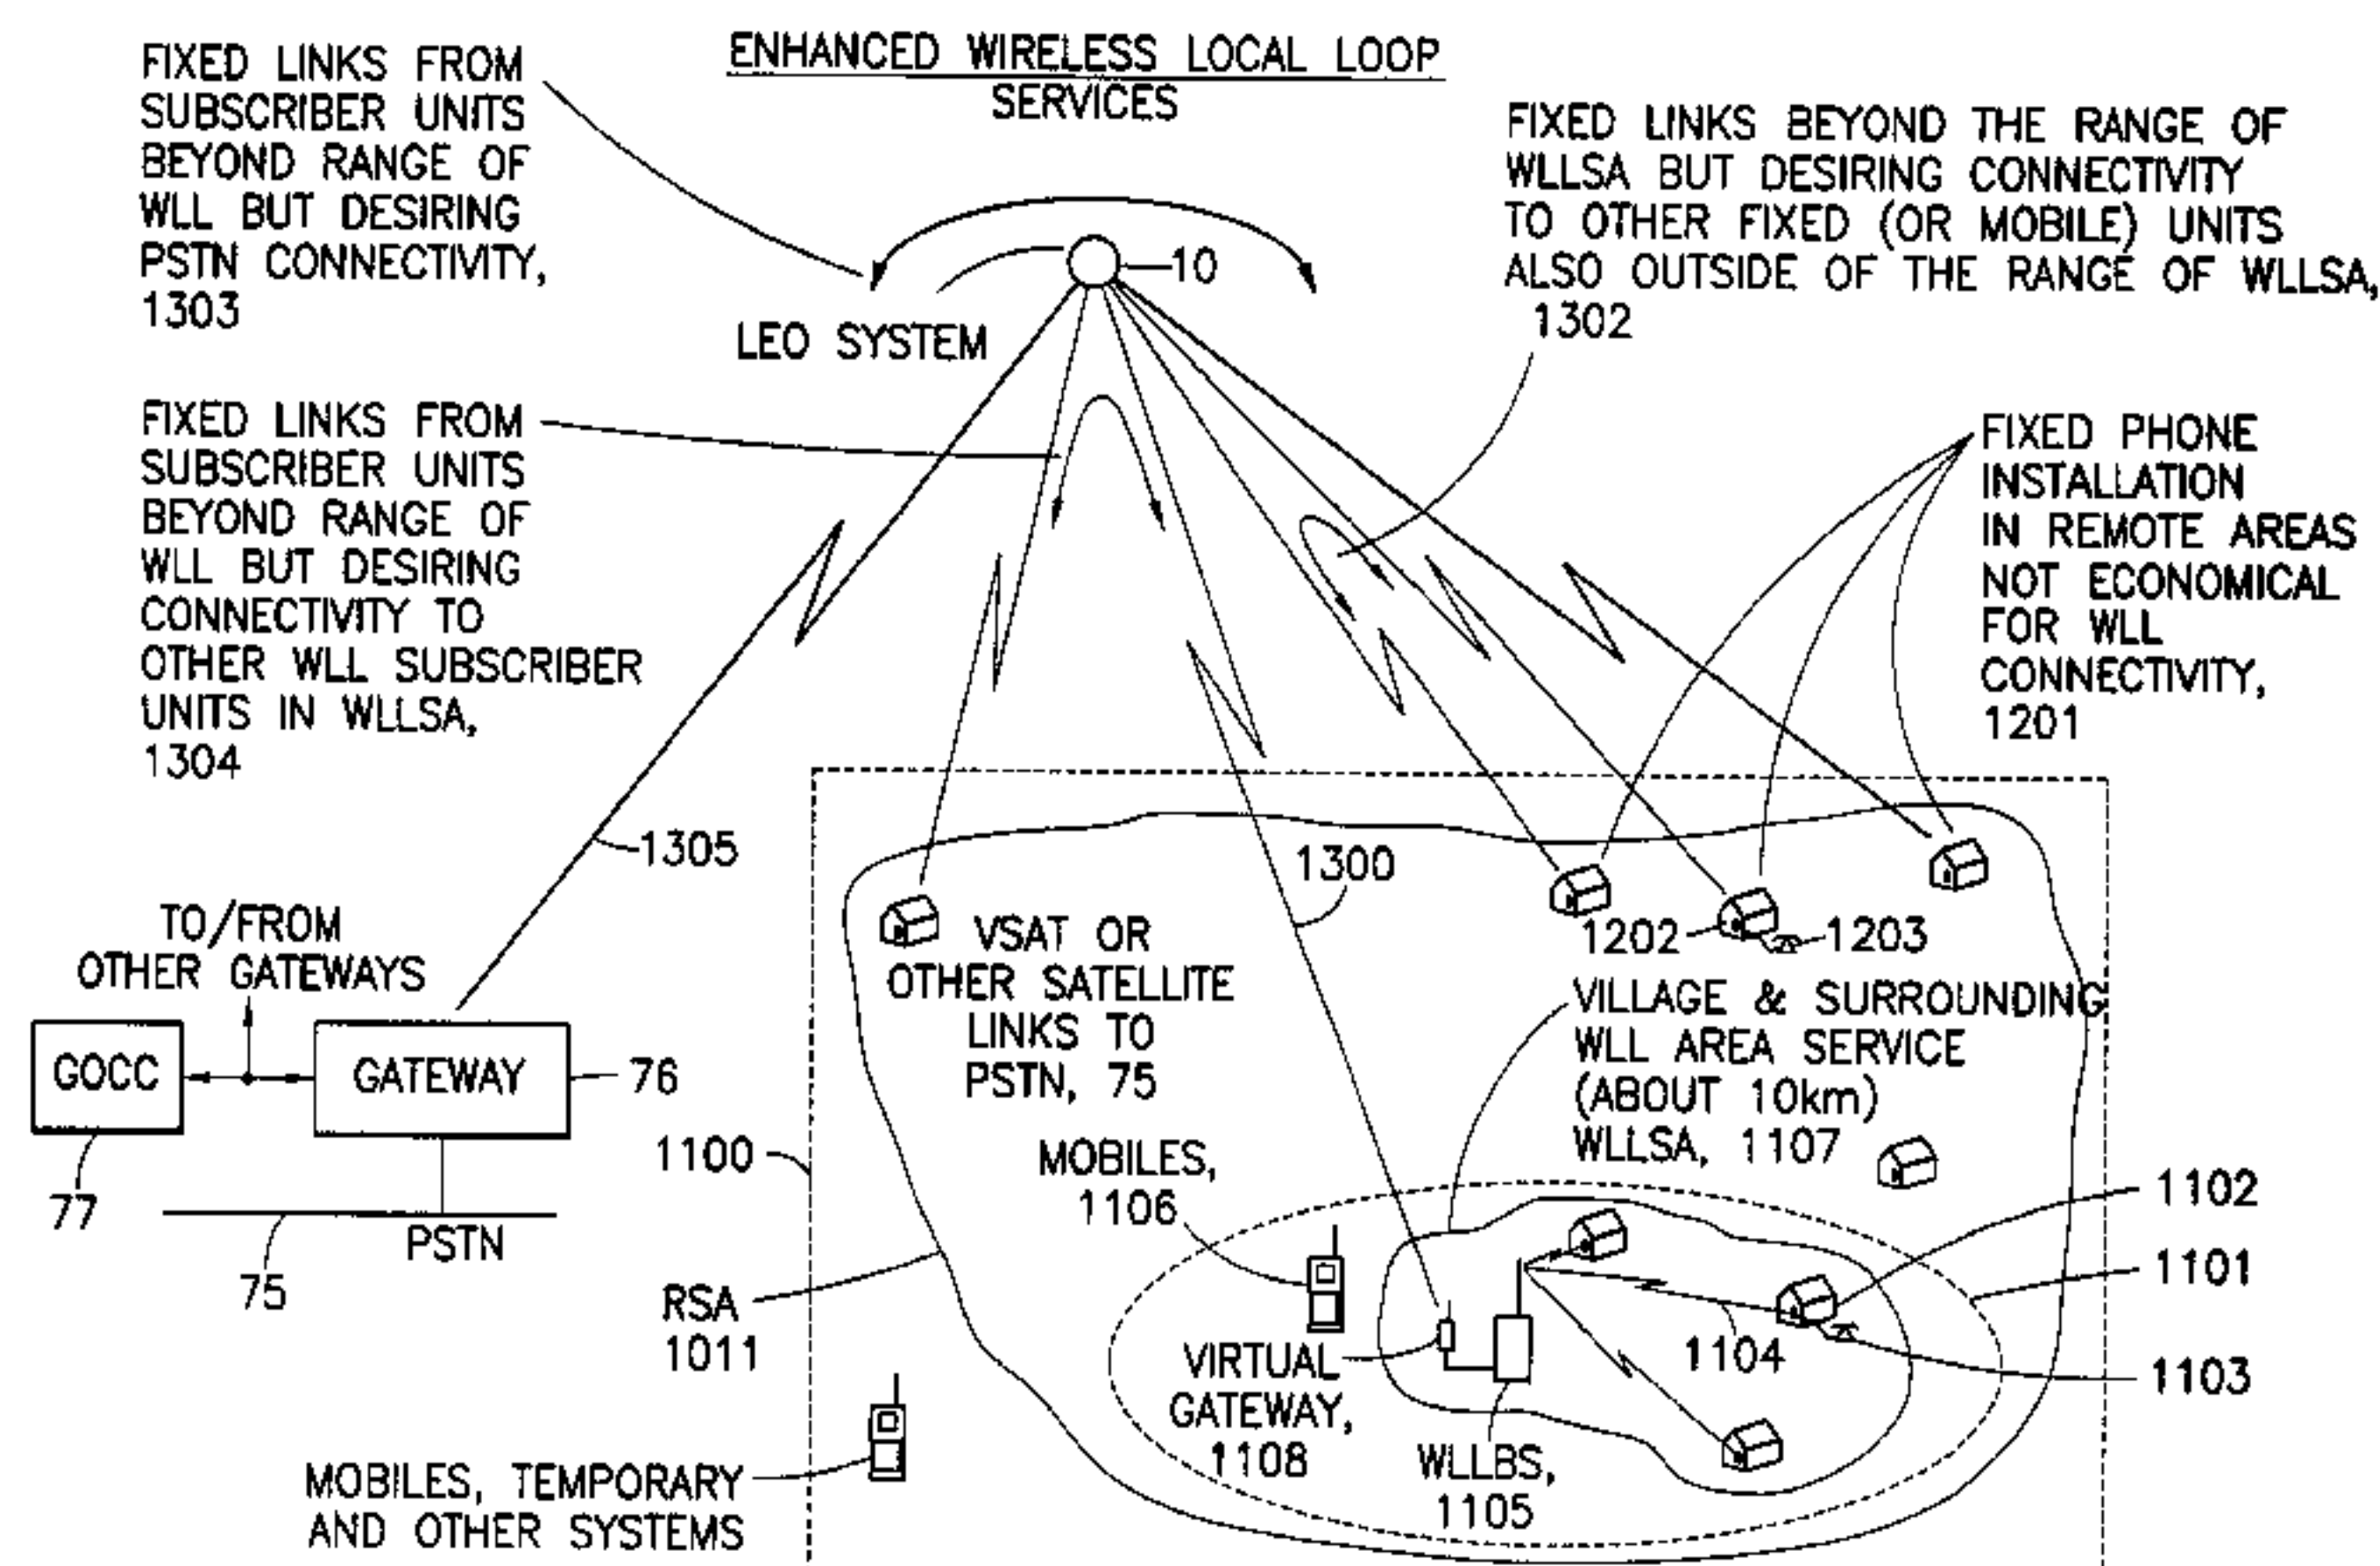 ENHANCED WIRELESS LOCAL LOOP
SERVICES
FIXED LINKS FROM
SUBSCRIBER UNITS
BEYOND RANGE OF
WLL BUT DESIRING
PSTN CONNECTIVITY,
1303
FIXED LINKS BEYOND THE RANGE OF
WLLSA BUT DESIRING CONNECTIVITY
TO OTHER FIXED (OR MOBILE) UNITS
ALSO OUTSIDE OF THE RANGE OF WLLSA,
1302
10
LEO SYSTEM
FIXED LINKS FROM
SUBSCRIBER UNITS
BEYOND RANGE OF
WLL BUT DESIRING
CONNECTIVITY TO
OTHER WLL SUBSCRIBER
UNITS IN WLLSA,
1304
FIXED PHONE
INSTALLATION
IN REMOTE AREAS
NOT ECONOMICAL
FOR WLL
CONNECTIVITY,
1201
1305
1300
TO/FROM
OTHER GATEWAYS
GOCC
GATEWAY
76
77
75
PSTN
VSAT OR
OTHER SATELLITE
LINKS TO
PSTN, 75
1202
1203
VILLAGE & SURROUNDING
WLL AREA SERVICE
(ABOUT 10km)
WLLSA, 1107
1100
MOBILES,
1106
1102
1101
1103
RSA
1011
VIRTUAL
GATEWAY,
1108
1104
WLLBS,
1105
MOBILES, TEMPORARY
AND OTHER SYSTEMS